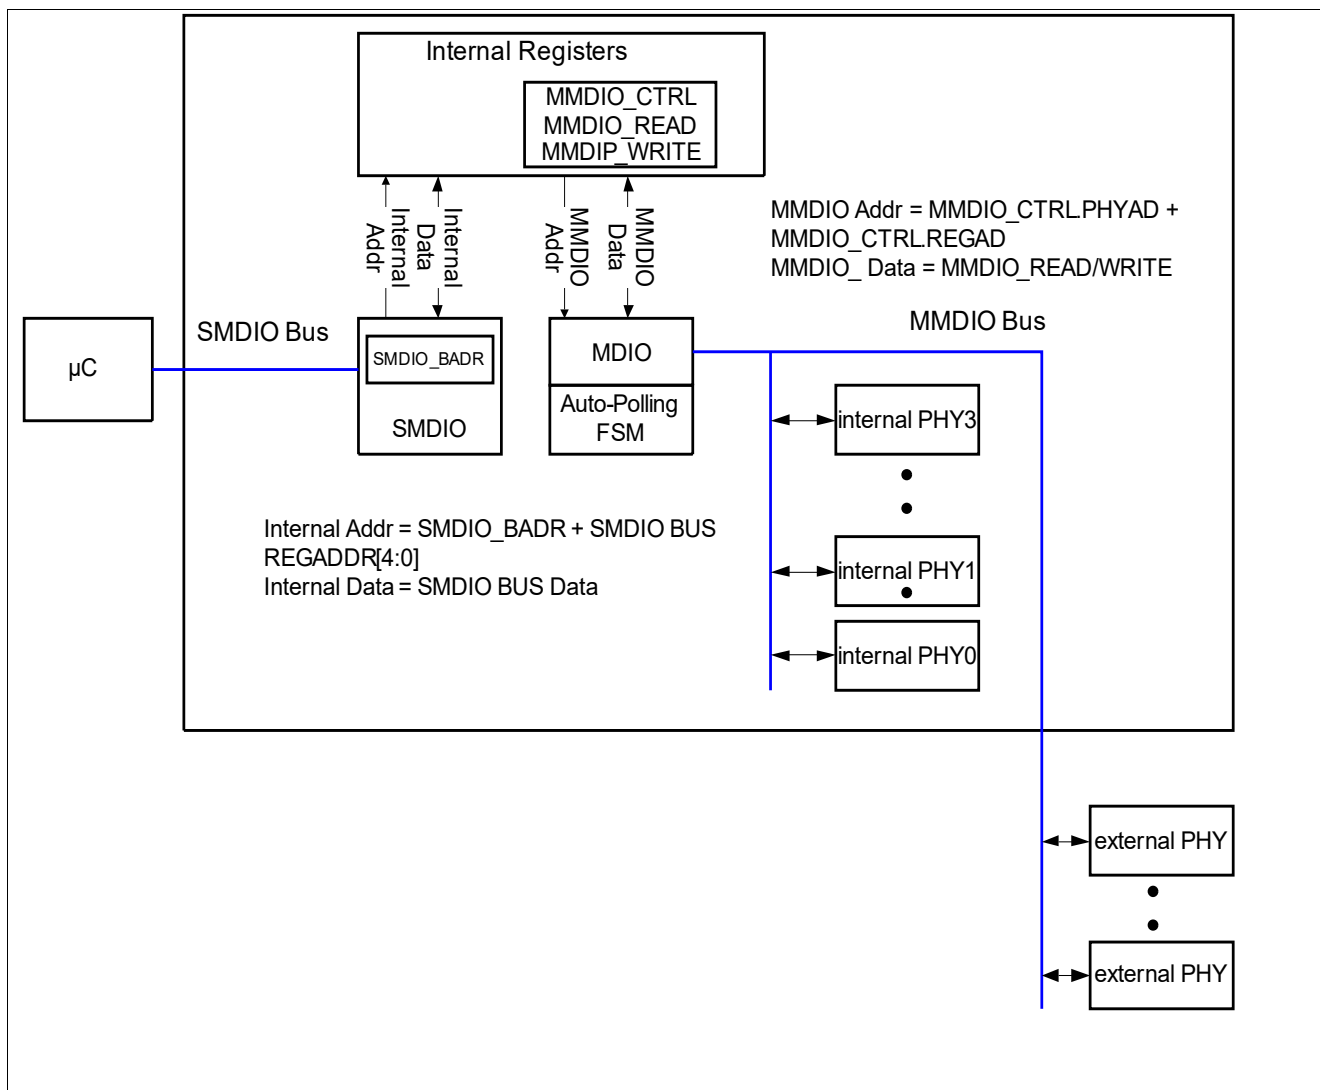 Internal Registers
MMDIO_CTRL
MMDIO_READ
MMDIP_WRITE
Internal
Addr
Internal
Data
MMDIO
Addr
MMDIO
Data
MMDIO Addr = MMDIO_CTRL.PHYAD +
MMDIO_CTRL.REGAD
MMDIO_ Data = MMDIO_READ/WRITE
µC
SMDIO Bus
SMDIO_BADR
SMDIO
MDIO
Auto-Polling
FSM
MMDIO Bus
internal PHY3
internal PHY1
internal PHY0
Internal Addr = SMDIO_BADR + SMDIO BUS
REGADDR[4:0]
Internal Data = SMDIO BUS Data
external PHY
external PHY